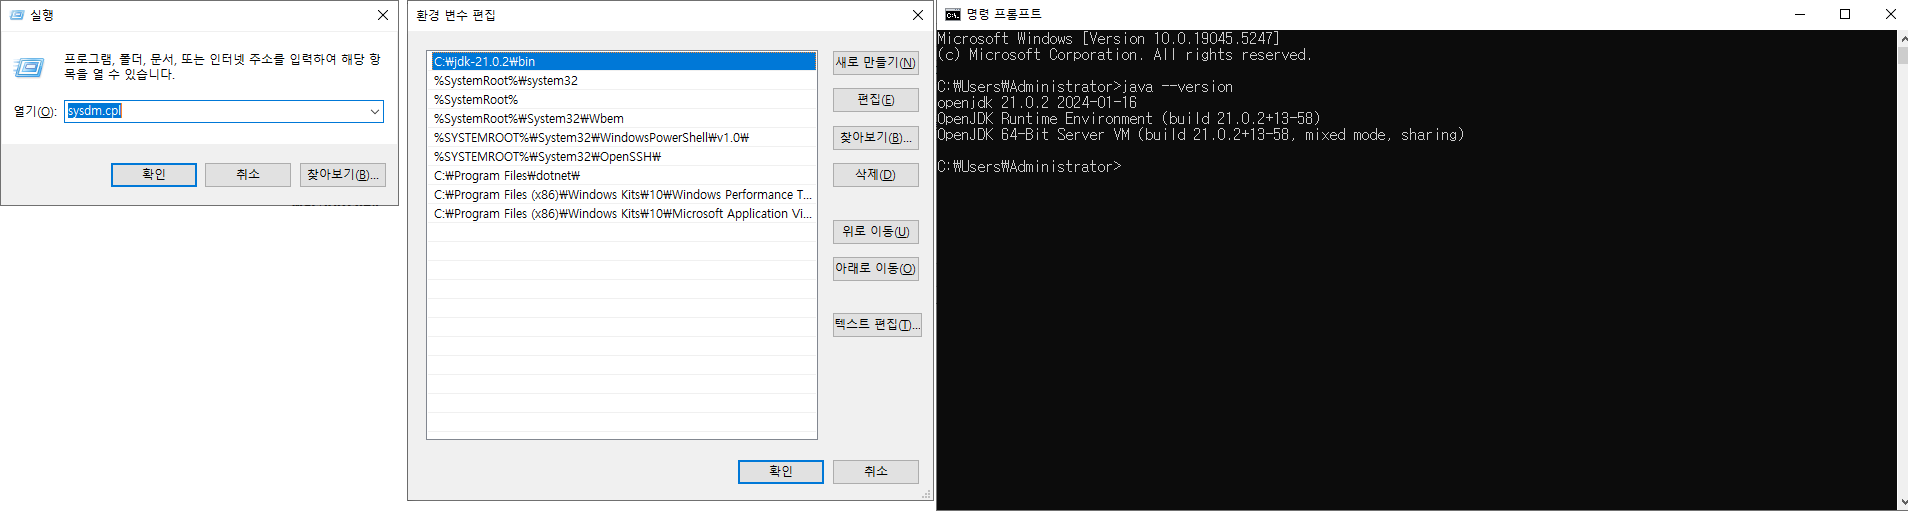 실행
프로그램, 폴더, 문서, 또는 인터넷 주소를 입력하여 해당 항
목을 열 수 있습니다.
열기(O):
sysdm.cpl
확인
취소
찾아보기(B)...
환경 변수 편집
C:₩jdk-21.0.2₩bin
%SystemRoot%₩system32
%SystemRoot%
%SystemRoot%₩System32₩Wbem
%SYSTEMROOT%₩System32₩WindowsPowerShell₩v1.0₩
%SYSTEMROOT%₩System32₩OpenSSH₩
C:₩Program Files₩dotnet₩
C:₩Program Files (x86)₩Windows Kits₩10₩Windows Performance T...
C:₩Program Files (x86)₩Windows Kits₩10₩Microsoft Application Vi...
새로 만들기(N)
편집(E)
찾아보기(B)...
삭제(D)
위로 이동(U)
아래로 이동(O)
텍스트 편집(T)...
확인
취소
명령 프롬프트
Microsoft Windows [Version 10.0.19045.5247]
(c) Microsoft Corporation. All rights reserved.
C:₩Users₩Administrator>java --version
openjdk 21.0.2 2024-01-16
OpenJDK Runtime Environment (build 21.0.2+13-58)
OpenJDK 64-Bit Server VM (build 21.0.2+13-58, mixed mode, sharing)
C:₩Users₩Administrator>